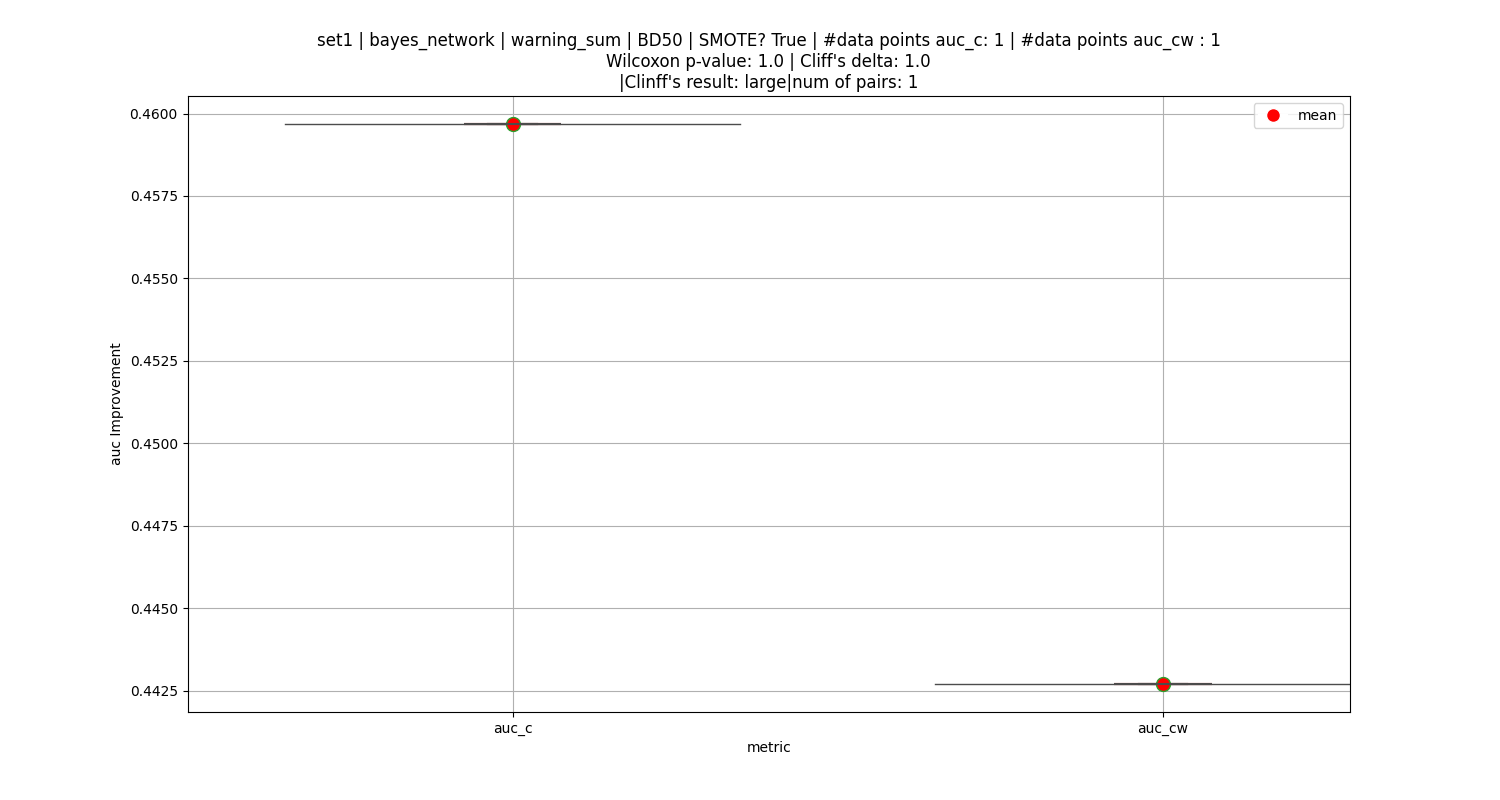 set1 | bayes_network | warning_sum | BD50 | SMOTE? True | #data points auc_c: 1 | #data points auc_cw : 1
Wilcoxon p-value: 1.0 | Cliff's delta: 1.0
|Clinff's result: large|num of pairs: 1
mean
0.4600
0.4575
0.4550
0.4525
0.4500
0.4475
0.4450
0.4425
auc Improvement
auc_c
auc_cw
metric